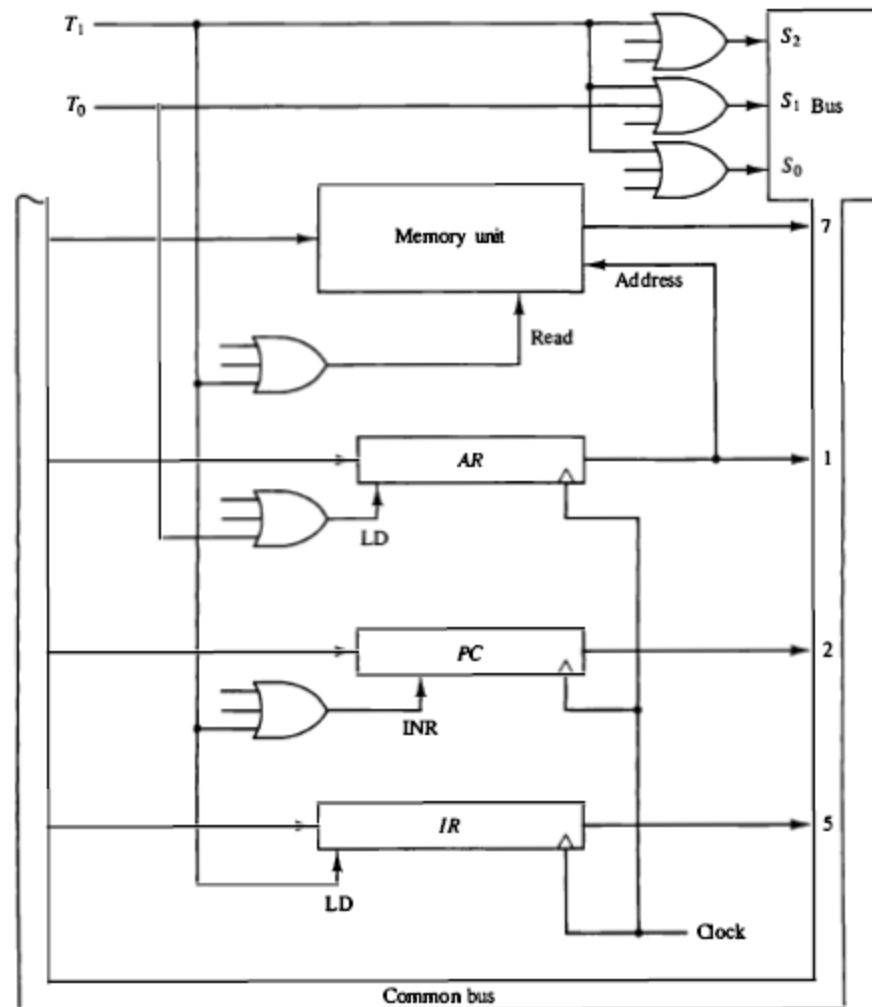 T₁
S₂
T₀
S₁ Bus
S₀
Memory unit
7
Address
Read
AR
1
LD
PC
2
INR
IR
5
LD
Clock
Common bus